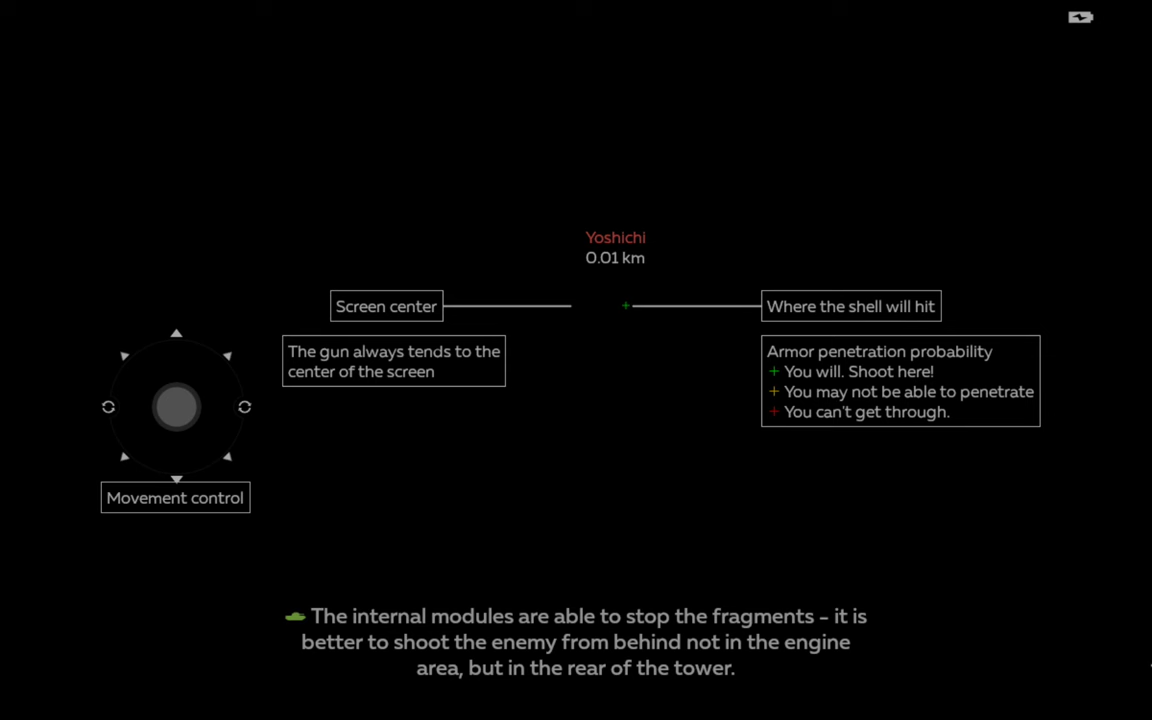 Yoshichi
0.01 km
Screen center
Where the shell will hit
The gun always tends to the
center of the screen
Armor penetration probability
+ You will. Shoot here!
+ You may not be able to penetrate
+ You can't get through.
Movement control
The internal modules are able to stop the fragments - it is
better to shoot the enemy from behind not in the engine
area, but in the rear of the tower.